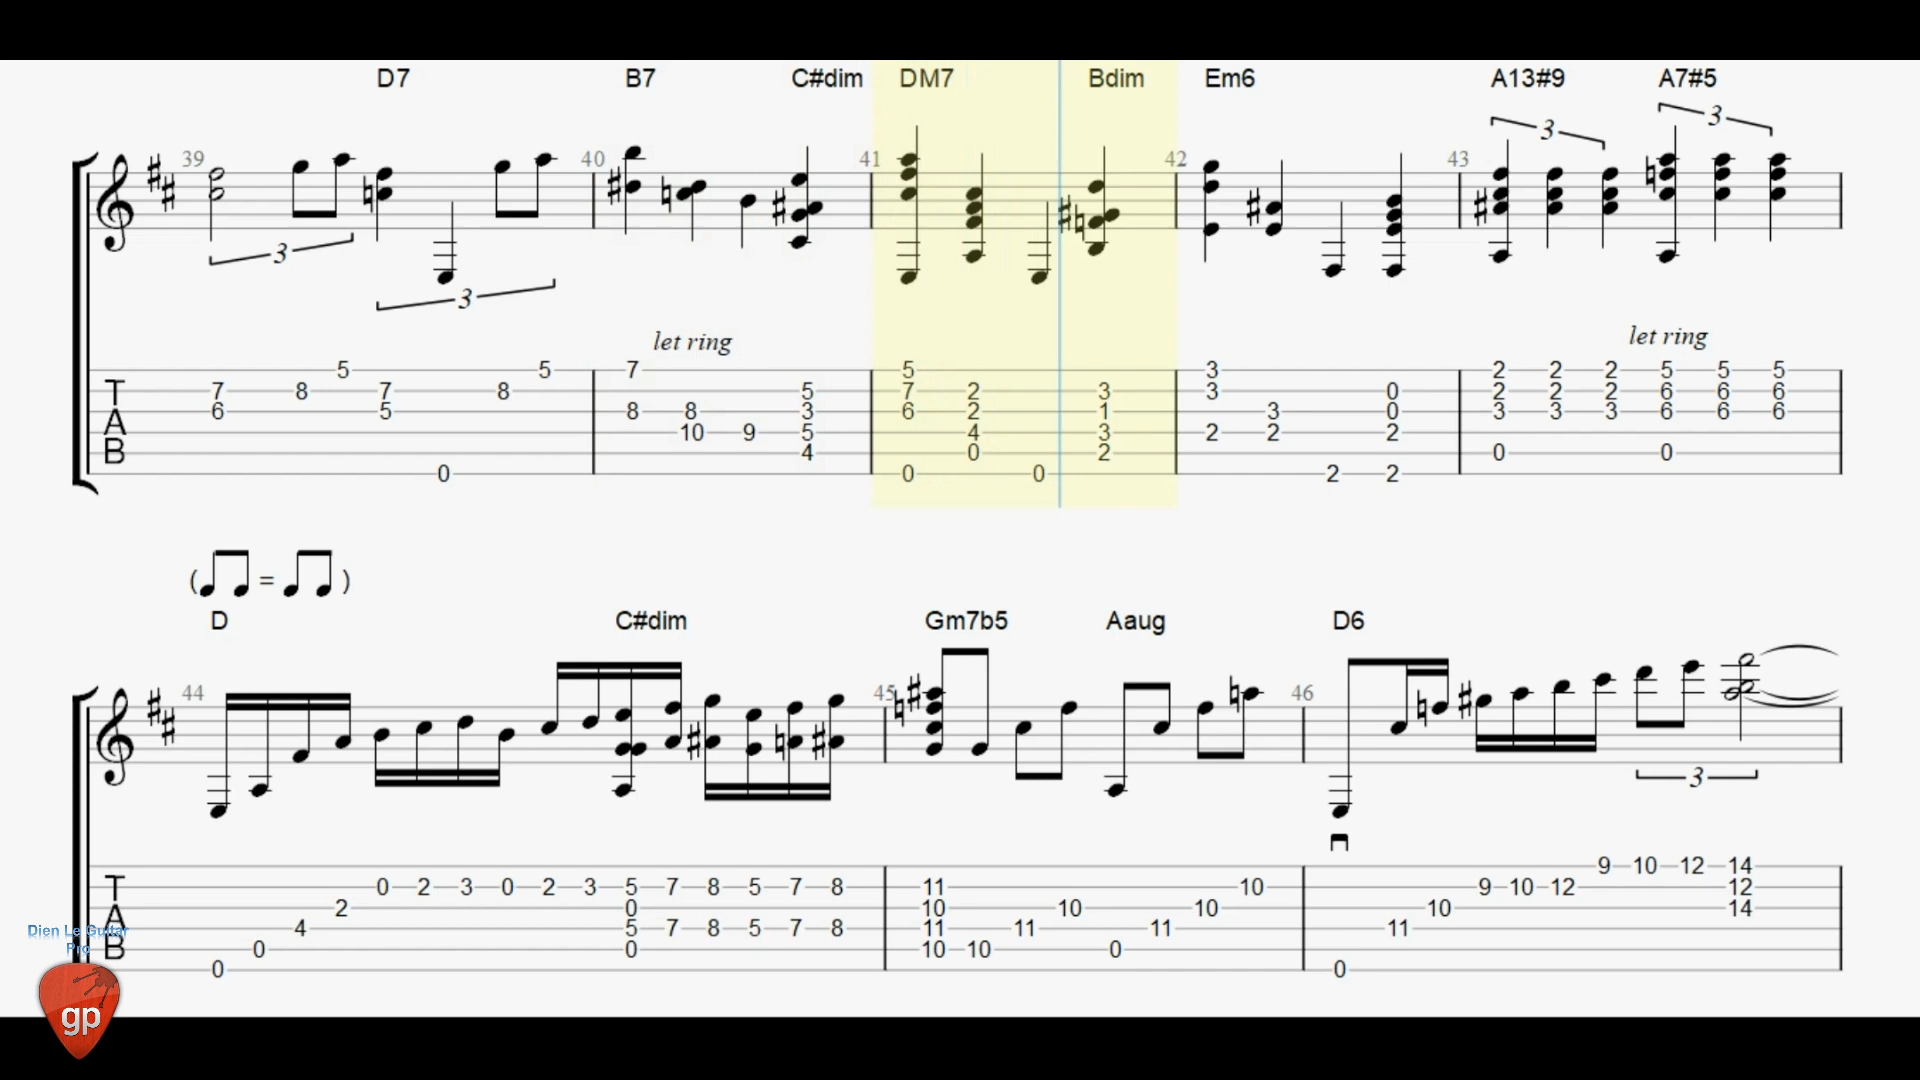 D7 B7 C#dim DM7 Bdim Em6 A13#9 A7#5
39 40 41 42 43
3 3 3 3
let ring let ring
5 5 7 5 3 2 2 2 5 5 5
7 8 7 8 5 7 2 3 3 0 2 2 2 6 6 6
6 5 8 8 3 6 2 1 3 0 3 3 3 6 6 6
10 9 5 4 3 2 2 2
4 0 2 0 0
0 0 0 2 2
T
A
B
( = )
D C#dim Gm7b5 Aaug D6
44 45 46
3
9 10 12 14
0 2 3 0 2 3 5 7 8 5 7 8 11 10 9 10 12 12
2 0 10 10 10 10 14
4 5 7 8 5 7 8 11 11 11 11
0 0 10 10 0
0 0
T
A
B
Dien Le Guitar
Pro
gp